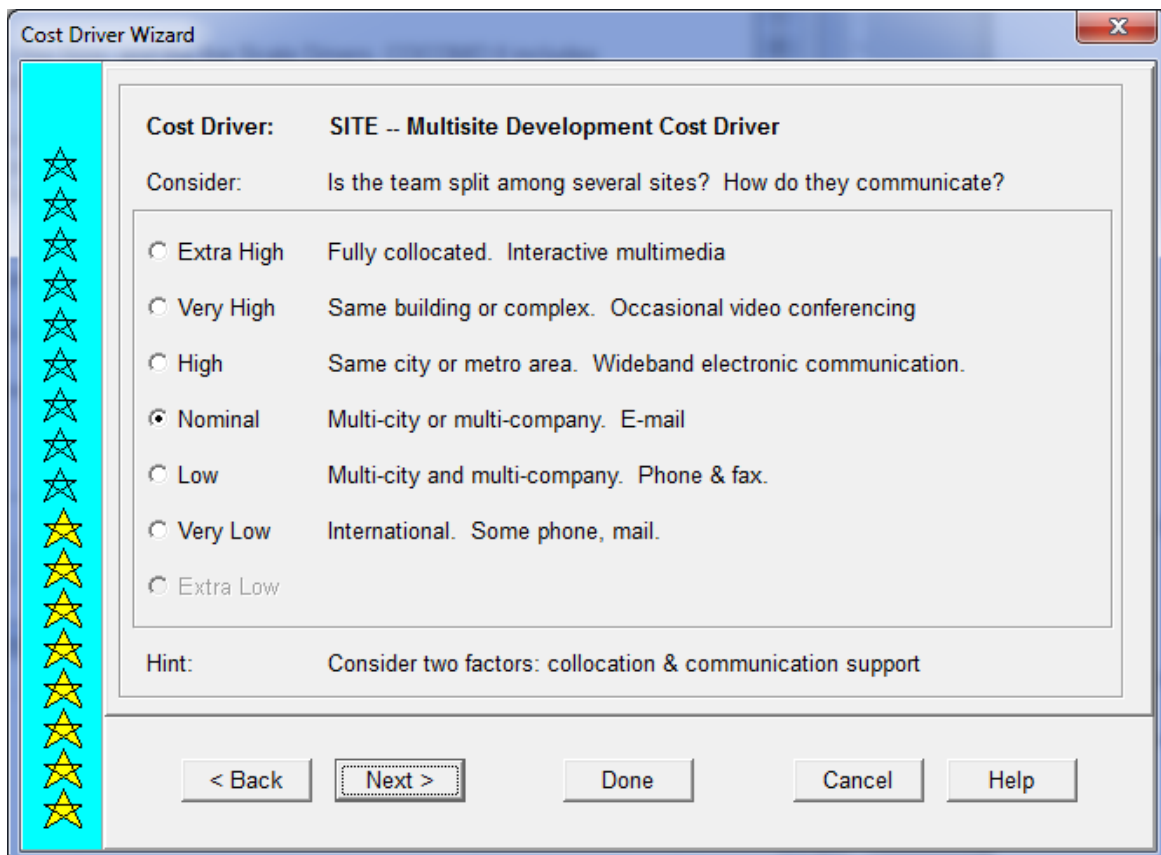 Cost Driver Wizard
Cost Driver: SITE -- Multisite Development Cost Driver
Consider: Is the team split among several sites? How do they communicate?
Extra High Fully collocated. Interactive multimedia
Very High Same building or complex. Occasional video conferencing
High Same city or metro area. Wideband electronic communication.
Nominal Multi-city or multi-company. E-mail
Low Multi-city and multi-company. Phone & fax.
Very Low International. Some phone, mail.
Extra Low
Hint: Consider two factors: collocation & communication support
< Back Next > Done Cancel Help